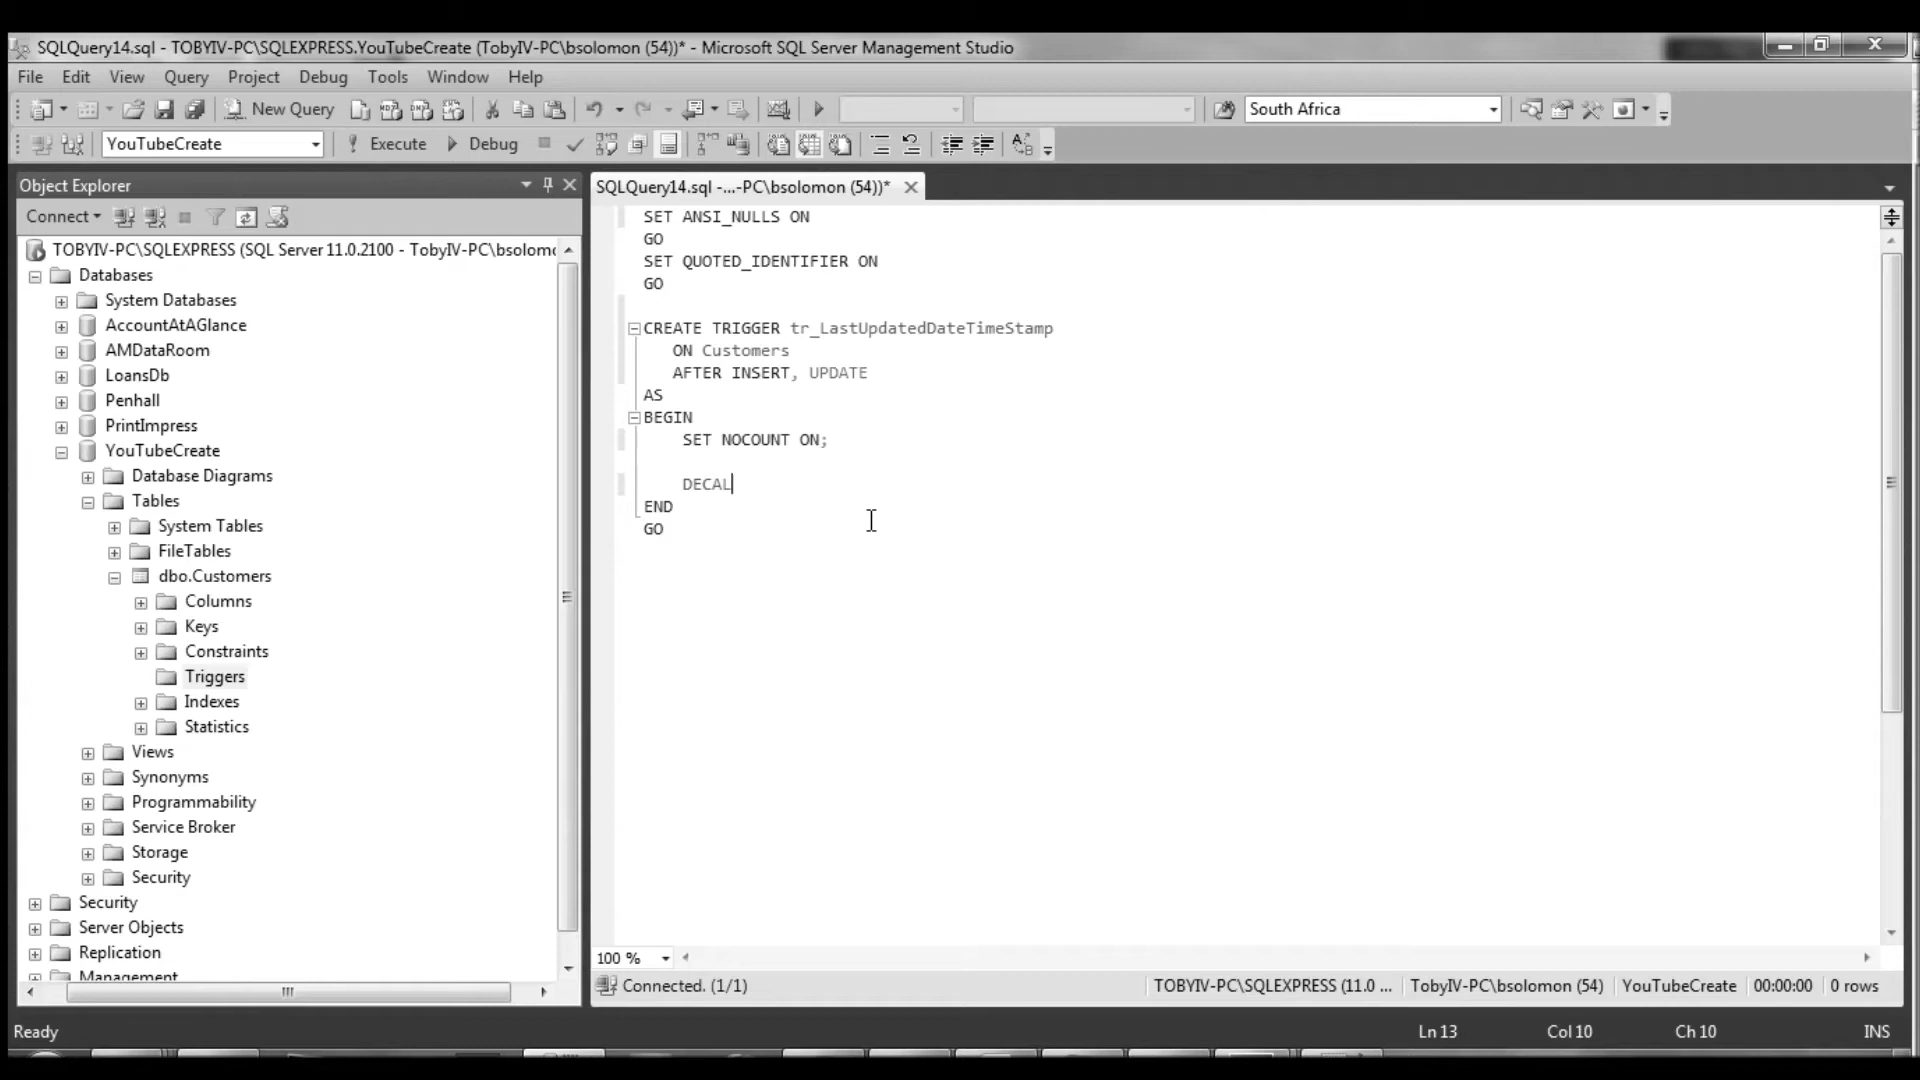 SQLQuery14.sql - TOBYIV-PC\SQLEXPRESS.YouTubeCreate (TobyIV-PC\bsolomon (54))* - Microsoft SQL Server Management Studio
File Edit View Query Project Debug Tools Window Help
New Query South Africa
YouTubeCreate Execute Debug
Object Explorer
Connect
TOBYIV-PC\SQLEXPRESS (SQL Server 11.0.2100 - TobyIV-PC\bsolomo
Databases
System Databases
AccountAtAGlance
AMDataRoom
LoansDb
Penhall
PrintImpress
YouTubeCreate
Database Diagrams
Tables
System Tables
FileTables
dbo.Customers
Columns
Keys
Constraints
Triggers
Indexes
Statistics
Views
Synonyms
Programmability
Service Broker
Storage
Security
Security
Server Objects
Replication
Management
SQLQuery14.sql -...-PC\bsolomon (54))*
SET ANSI_NULLS ON
GO
SET QUOTED_IDENTIFIER ON
GO
CREATE TRIGGER tr_LastUpdatedDateTimeStamp
ON Customers
AFTER INSERT, UPDATE
AS
BEGIN
SET NOCOUNT ON;
DECAL
END
GO
100 %
Connected. (1/1) TOBYIV-PC\SQLEXPRESS (11.0 ... TobyIV-PC\bsolomon (54) YouTubeCreate 00:00:00 0 rows
Ready Ln 13 Col 10 Ch 10 INS